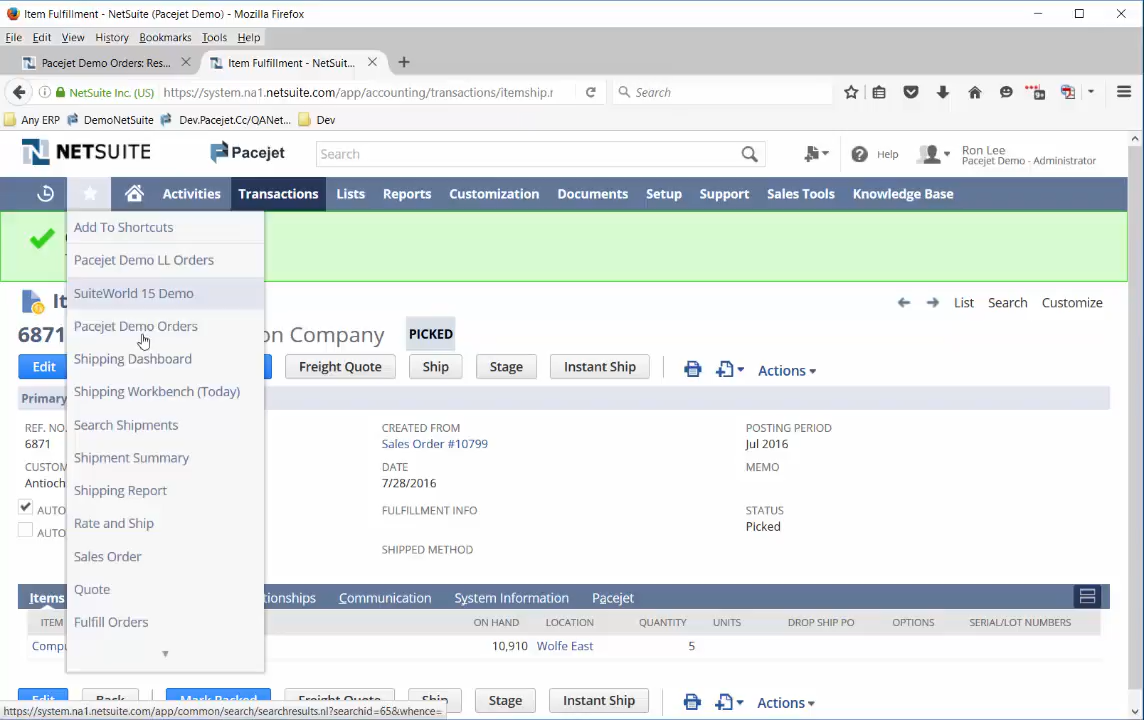 Item Fulfillment - NetSuite (Pacejet Demo) - Mozilla Firefox
File Edit View History Bookmarks Tools Help
Pacejet Demo Orders: Res... Item Fulfillment - NetSuit...
NetSuite Inc. (US) https://system.na1.netsuite.com/app/accounting/transactions/itemship.r Search
Any ERP DemoNetSuite Dev.Pacejet.Cc/QANet... Dev
NETSUITE Pacejet Search Help Ron Lee
Pacejet Demo - Administrator
Activities Transactions Lists Reports Customization Documents Setup Support Sales Tools Knowledge Base
Add To Shortcuts
Pacejet Demo LL Orders
SuiteWorld 15 Demo
Pacejet Demo Orders
Shipping Dashboard
Shipping Workbench (Today)
Search Shipments
Shipment Summary
Shipping Report
Rate and Ship
Sales Order
Quote
Fulfill Orders
List Search Customize
6871 on Company PICKED
Edit Freight Quote Ship Stage Instant Ship Actions
Primary
REF. NO.
6871
CUSTOM
Antioch
AUTO
AUTO
CREATED FROM
Sales Order #10799
DATE
7/28/2016
FULFILLMENT INFO
SHIPPED METHOD
POSTING PERIOD
Jul 2016
MEMO
STATUS
Picked
Items tionships Communication System Information Pacejet
ITEM ON HAND LOCATION QUANTITY UNITS DROP SHIP PO OPTIONS SERIAL/LOT NUMBERS
Compu 10,910 Wolfe East 5
Edit Back Mark Packed Freight Quote Ship Stage Instant Ship Actions
https://system.na1.netsuite.com/app/common/search/searchresults.nl?searchid=65&whence=